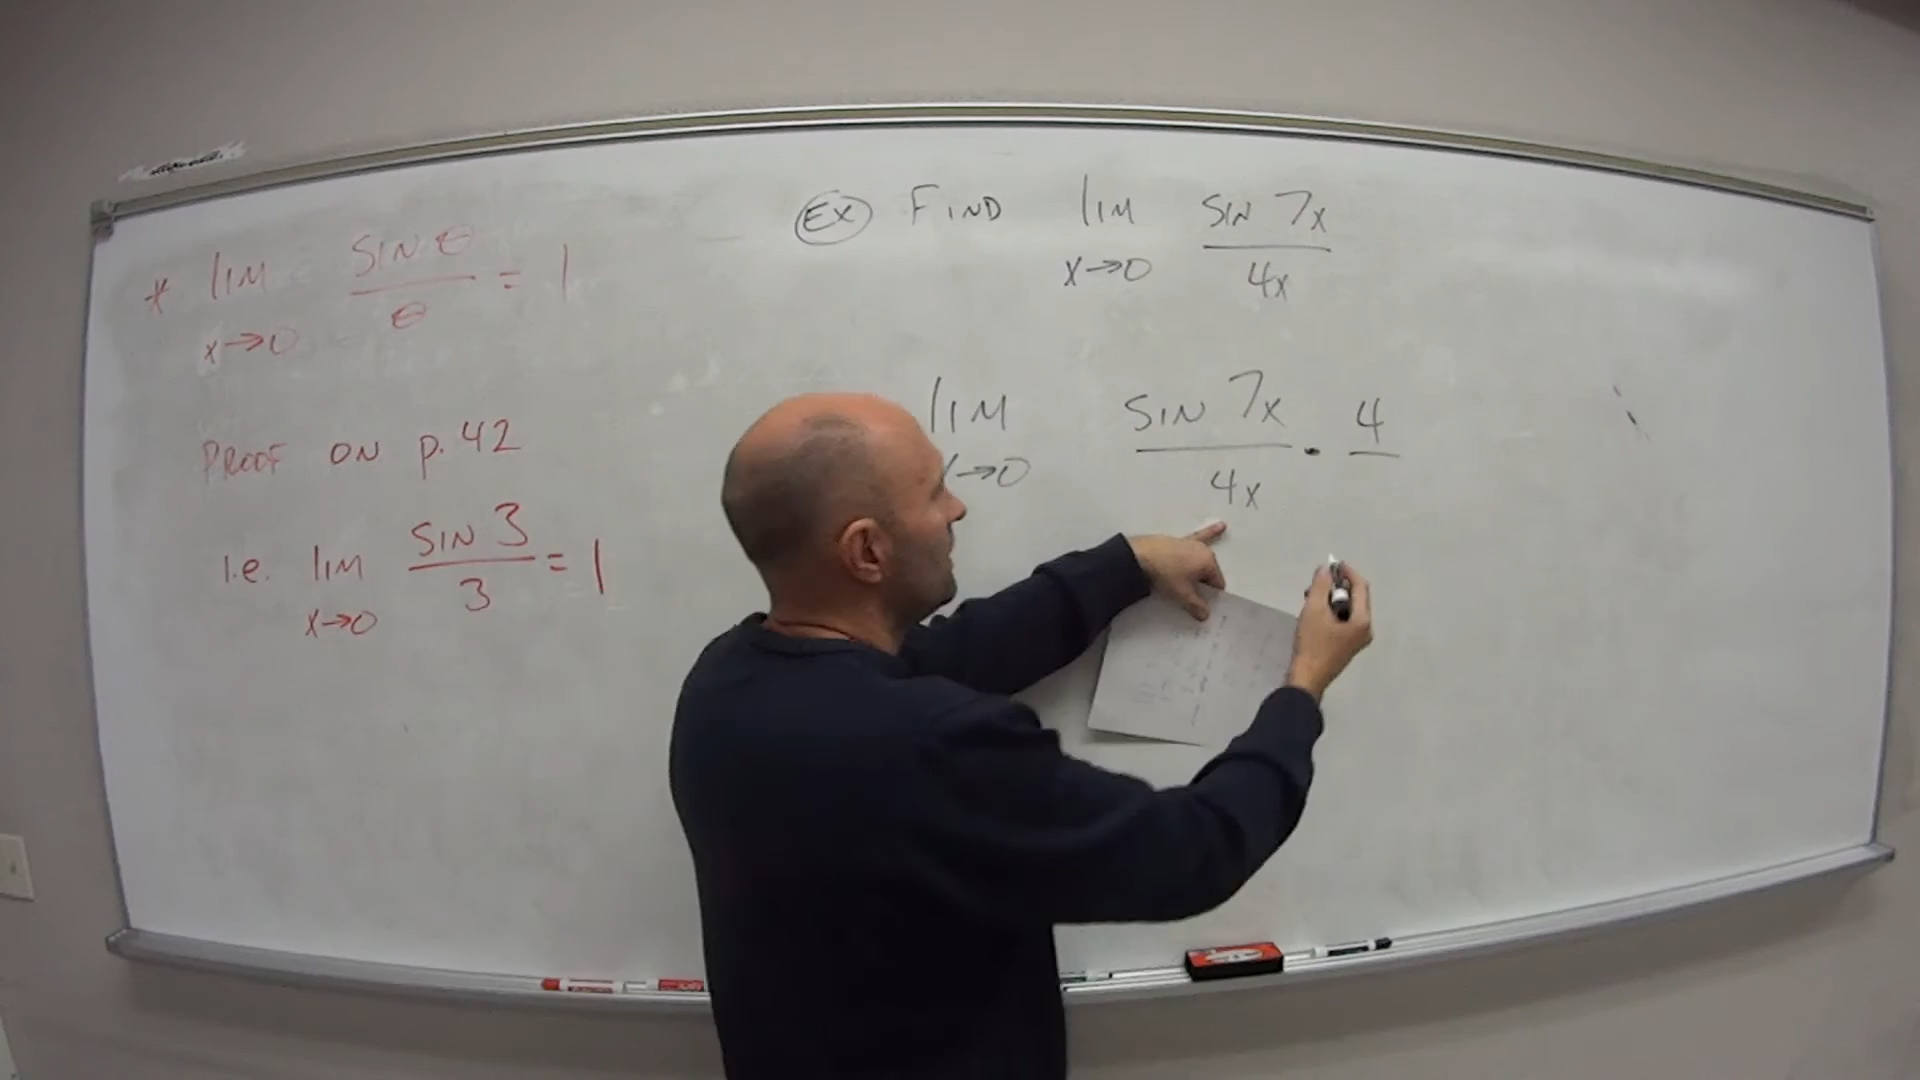 * lim sin θ / θ = 1
x→0
PROOF ON p. 42
i.e. lim sin 3 / 3 = 1
x→0
EX FIND lim sin 7x / 4x
x→0
lim sin 7x / 4x · 4
→0